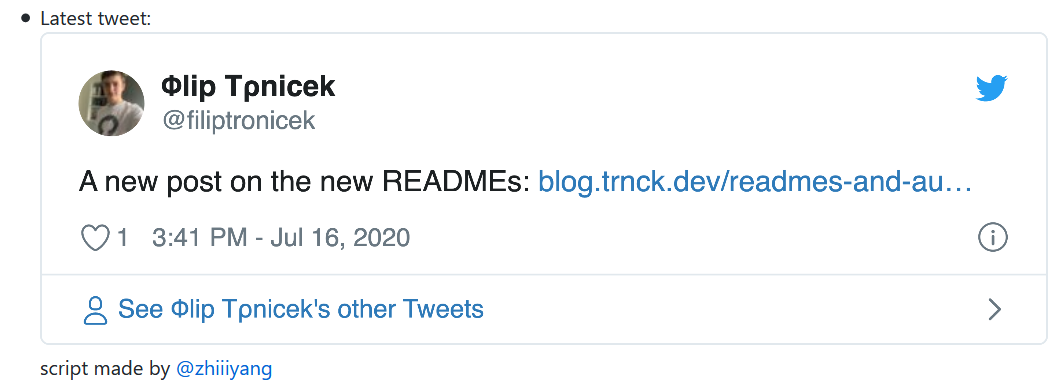 Latest tweet:
Φlip Tρnicek
@filiptronicek
A new post on the new READMEs: blog.trnck.dev/readmes-and-au…
1 3:41 PM - Jul 16, 2020
See Φlip Tρnicek's other Tweets
script made by @zhiiiyang